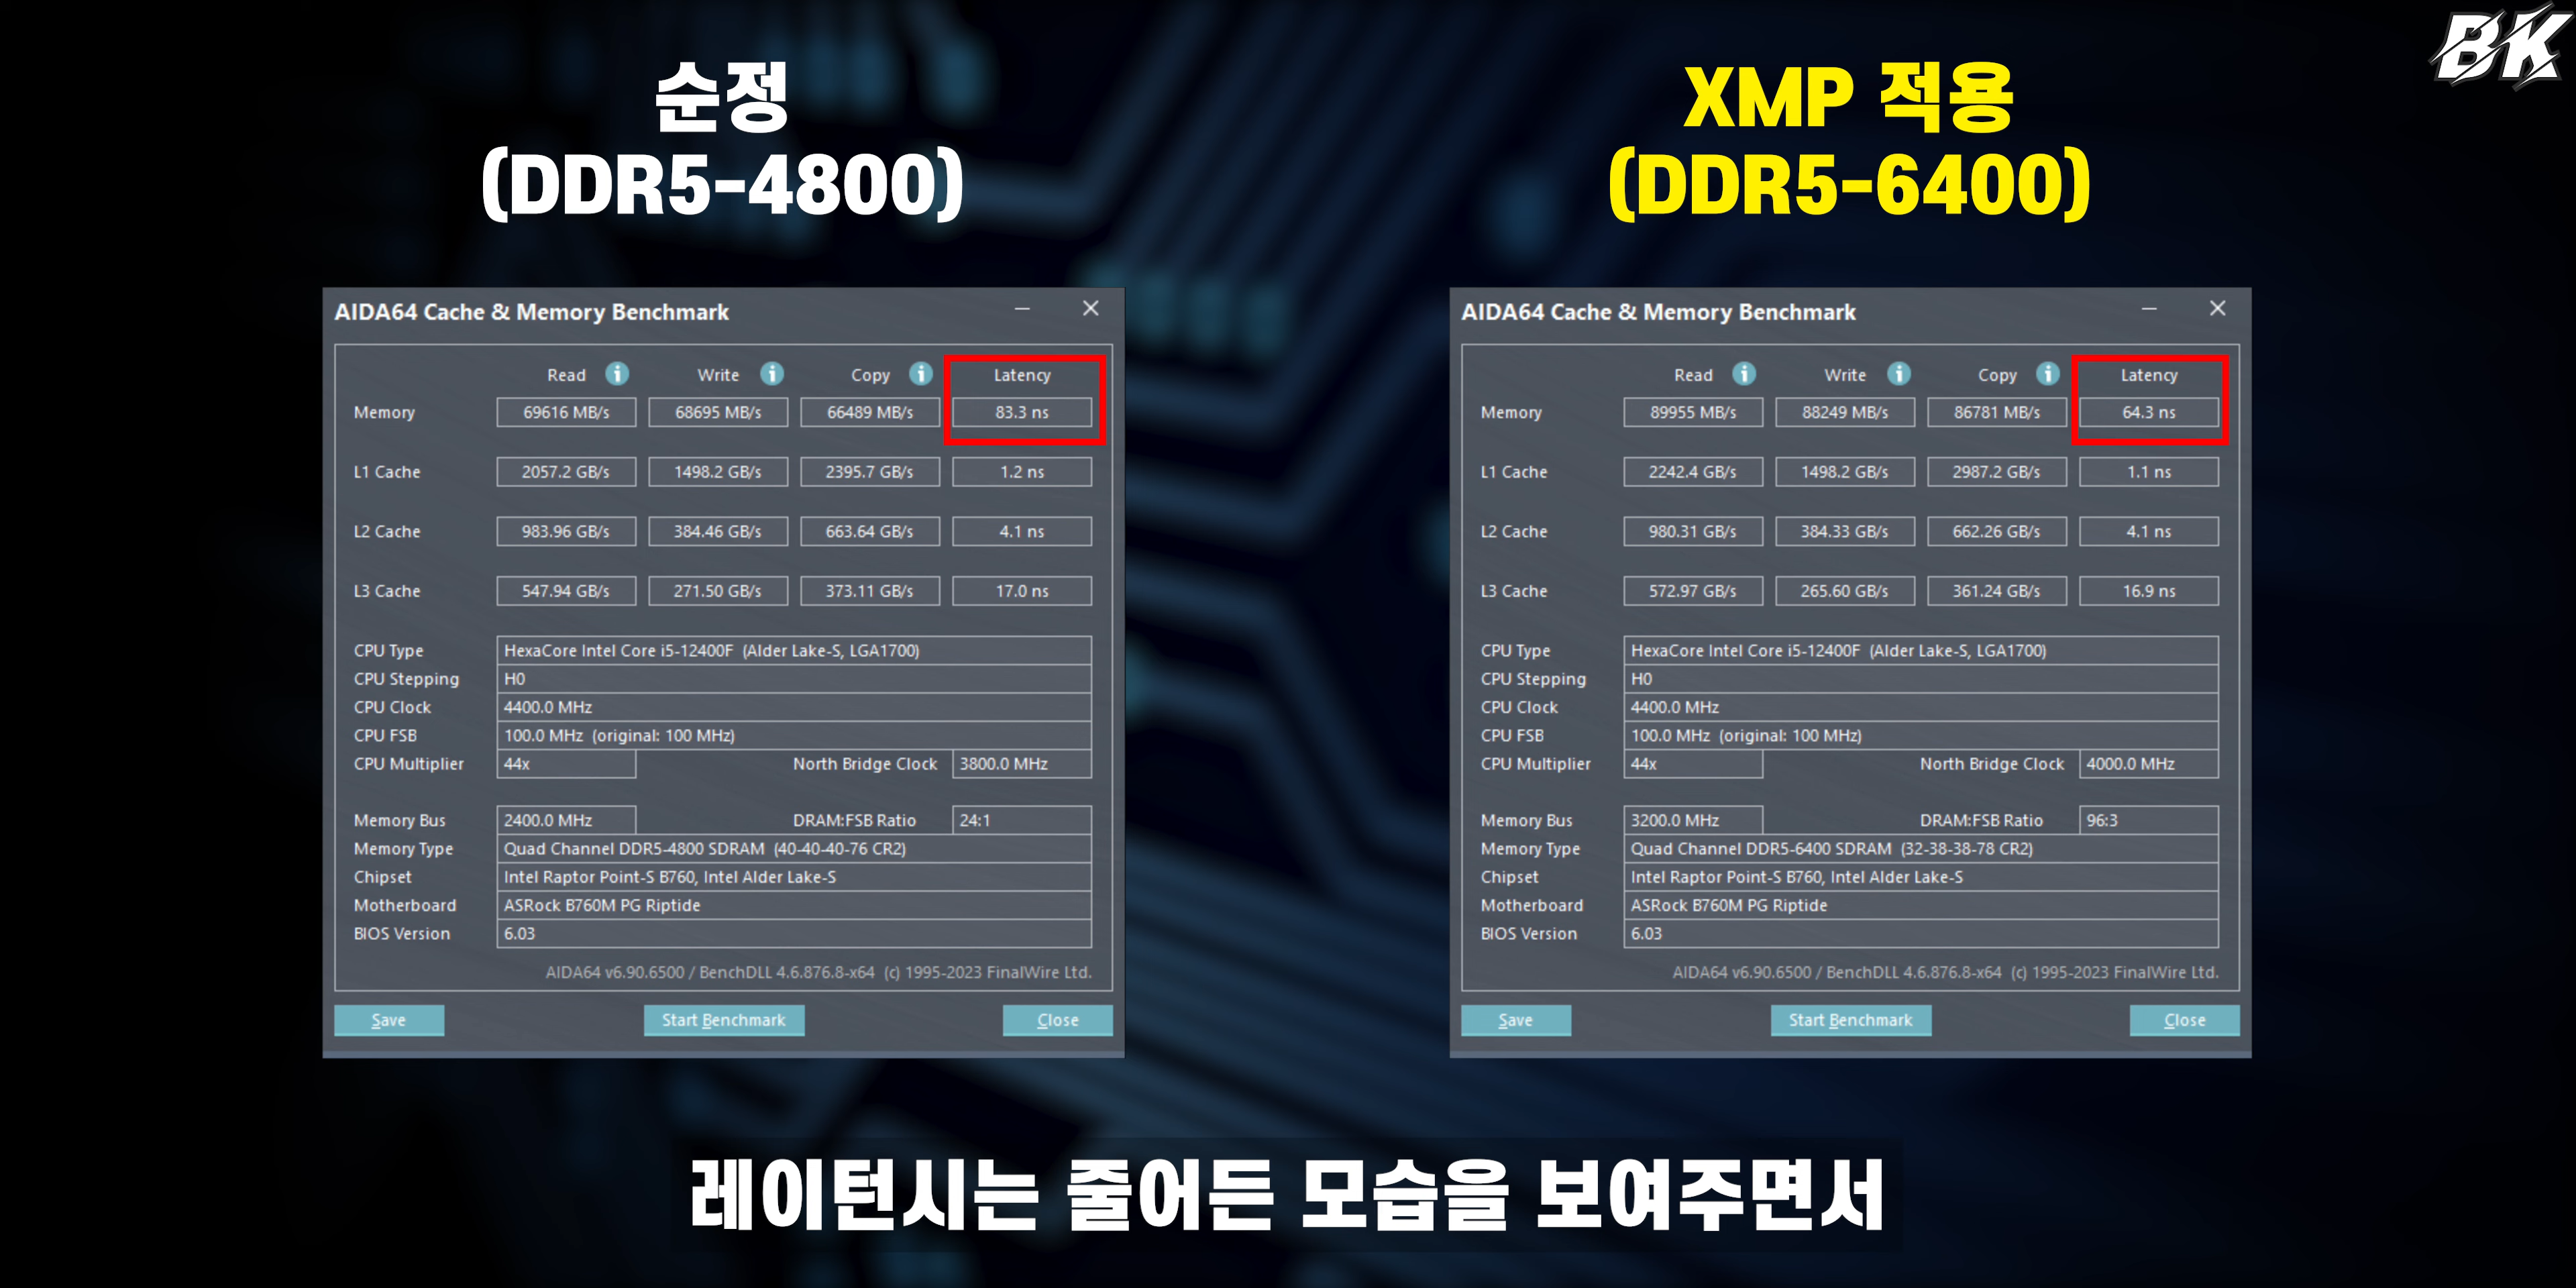 BK
순정
(DDR5-4800)
AIDA64 Cache & Memory Benchmark
Read Write Copy Latency
Memory 69616 MB/s 68695 MB/s 66489 MB/s 83.3 ns
L1 Cache 2057.2 GB/s 1498.2 GB/s 2395.7 GB/s 1.2 ns
L2 Cache 983.96 GB/s 384.46 GB/s 663.64 GB/s 4.1 ns
L3 Cache 547.94 GB/s 271.50 GB/s 373.11 GB/s 17.0 ns
CPU Type HexaCore Intel Core i5-12400F (Alder Lake-S, LGA1700)
CPU Stepping H0
CPU Clock 4400.0 MHz
CPU FSB 100.0 MHz (original: 100 MHz)
CPU Multiplier 44x North Bridge Clock 3800.0 MHz
Memory Bus 2400.0 MHz DRAM:FSB Ratio 24:1
Memory Type Quad Channel DDR5-4800 SDRAM (40-40-40-76 CR2)
Chipset Intel Raptor Point-S B760, Intel Alder Lake-S
Motherboard ASRock B760M PG Riptide
BIOS Version 6.03
AIDA64 v6.90.6500 / BenchDLL 4.6.876.8-x64 (c) 1995-2023 FinalWire Ltd.
Save Start Benchmark Close
XMP 적용
(DDR5-6400)
AIDA64 Cache & Memory Benchmark
Read Write Copy Latency
Memory 89955 MB/s 88249 MB/s 86781 MB/s 64.3 ns
L1 Cache 2242.4 GB/s 1498.2 GB/s 2987.2 GB/s 1.1 ns
L2 Cache 980.31 GB/s 384.33 GB/s 662.26 GB/s 4.1 ns
L3 Cache 572.97 GB/s 265.60 GB/s 361.24 GB/s 16.9 ns
CPU Type HexaCore Intel Core i5-12400F (Alder Lake-S, LGA1700)
CPU Stepping H0
CPU Clock 4400.0 MHz
CPU FSB 100.0 MHz (original: 100 MHz)
CPU Multiplier 44x North Bridge Clock 4000.0 MHz
Memory Bus 3200.0 MHz DRAM:FSB Ratio 96:3
Memory Type Quad Channel DDR5-6400 SDRAM (32-38-38-78 CR2)
Chipset Intel Raptor Point-S B760, Intel Alder Lake-S
Motherboard ASRock B760M PG Riptide
BIOS Version 6.03
AIDA64 v6.90.6500 / BenchDLL 4.6.876.8-x64 (c) 1995-2023 FinalWire Ltd.
Save Start Benchmark Close
레이턴시는 줄어든 모습을 보여주면서